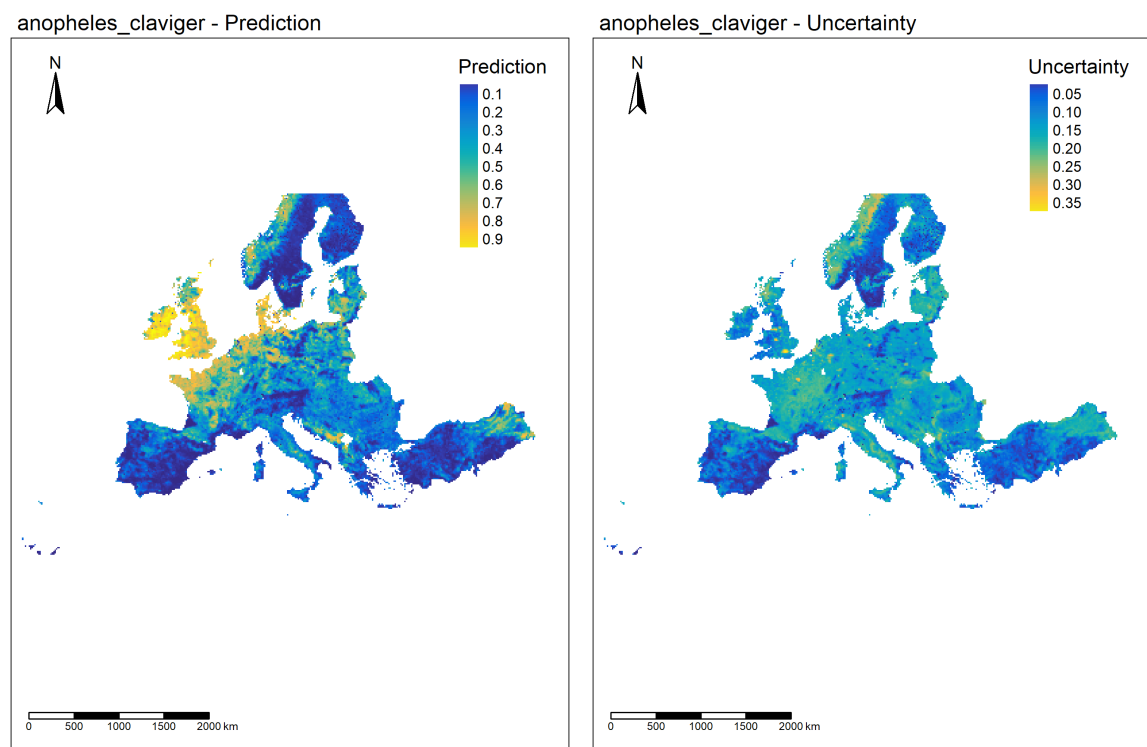 anopheles_claviger - Prediction
N
Prediction
0.1
0.2
0.3
0.4
0.5
0.6
0.7
0.8
0.9
0 500 1000 1500 2000 km
anopheles_claviger - Uncertainty
N
Uncertainty
0.05
0.10
0.15
0.20
0.25
0.30
0.35
0 500 1000 1500 2000 km